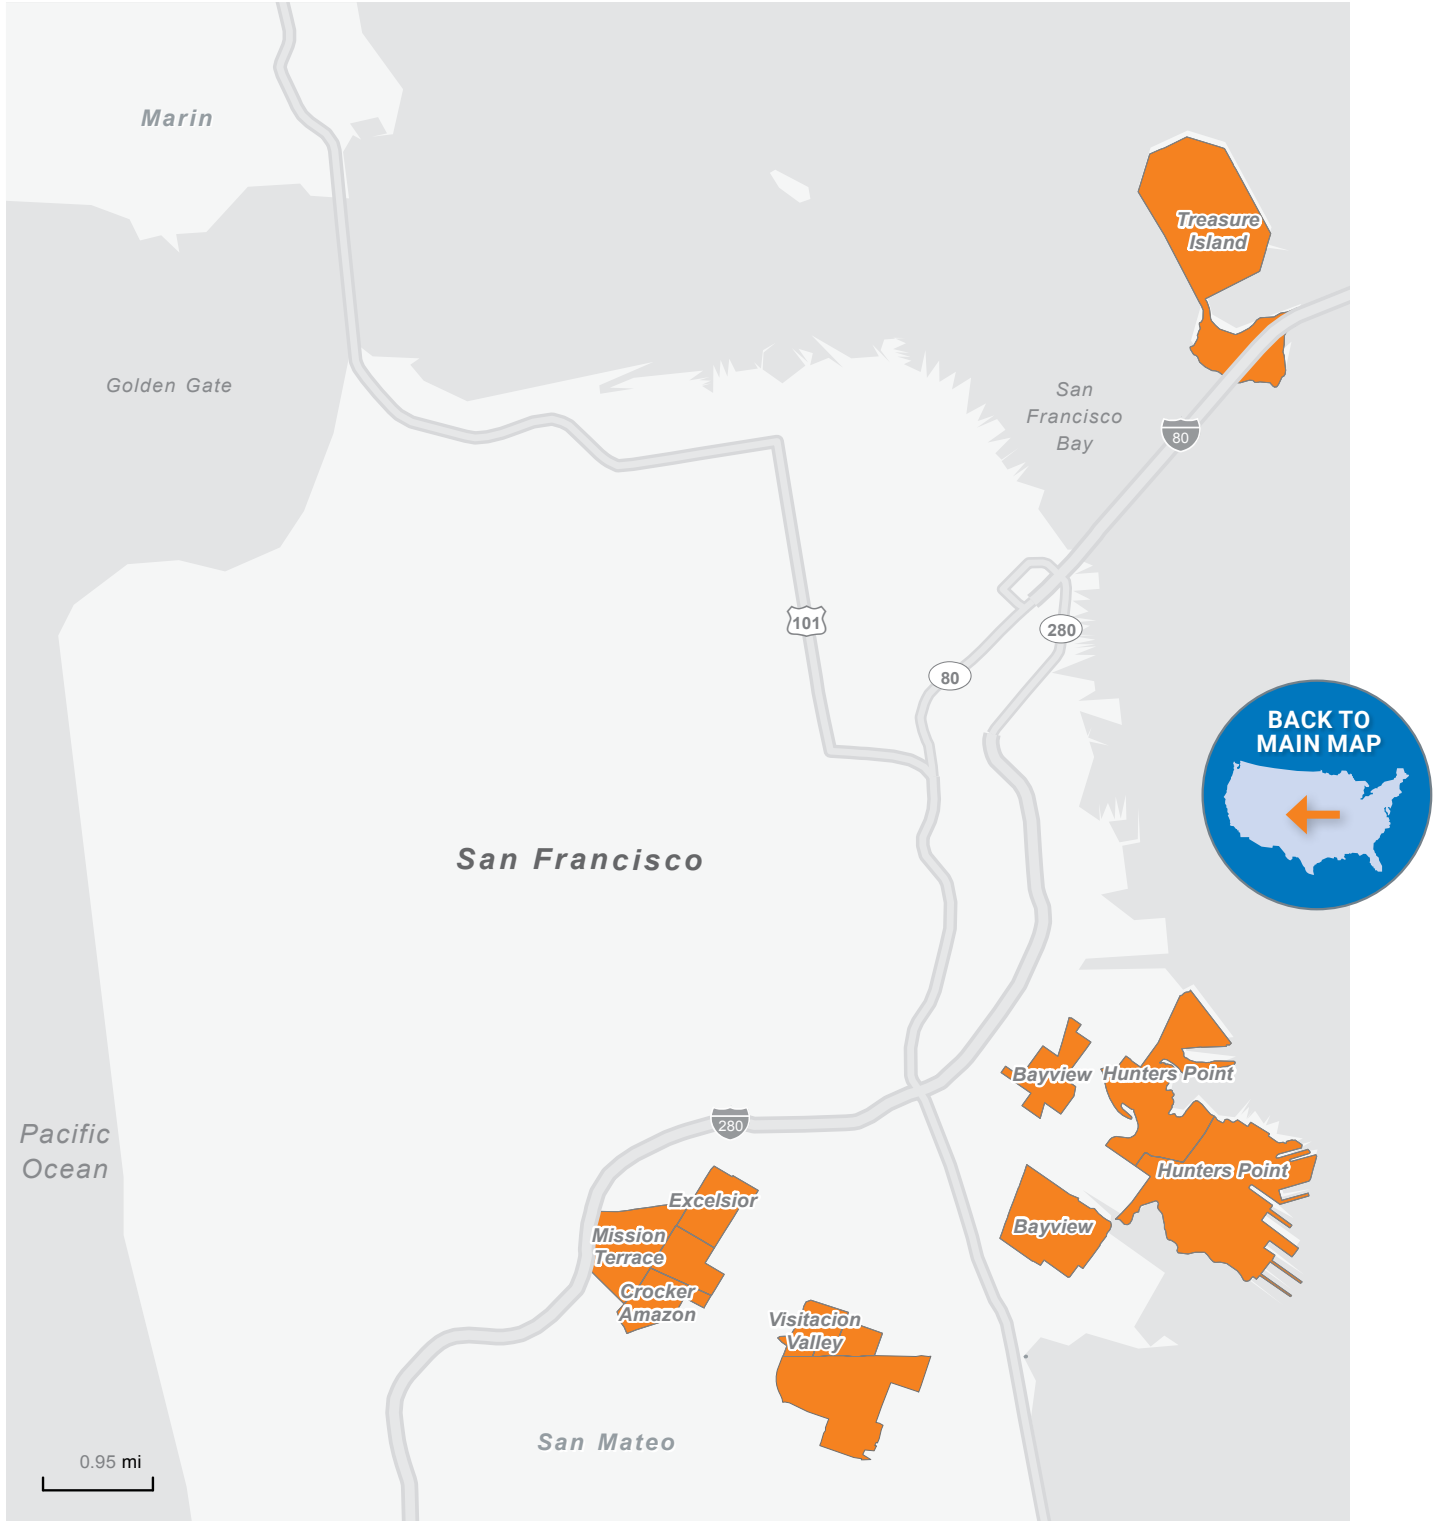 Marin
Treasure
Island
Golden Gate
San
Francisco
Bay
80
101
280
80
BACK TO
MAIN MAP
San Francisco
Bayview
Hunters Point
Pacific
Ocean
280
Hunters Point
Excelsior
Bayview
Mission
Terrace
Crocker
Amazon
Visitacion
Valley
San Mateo
0.95 mi